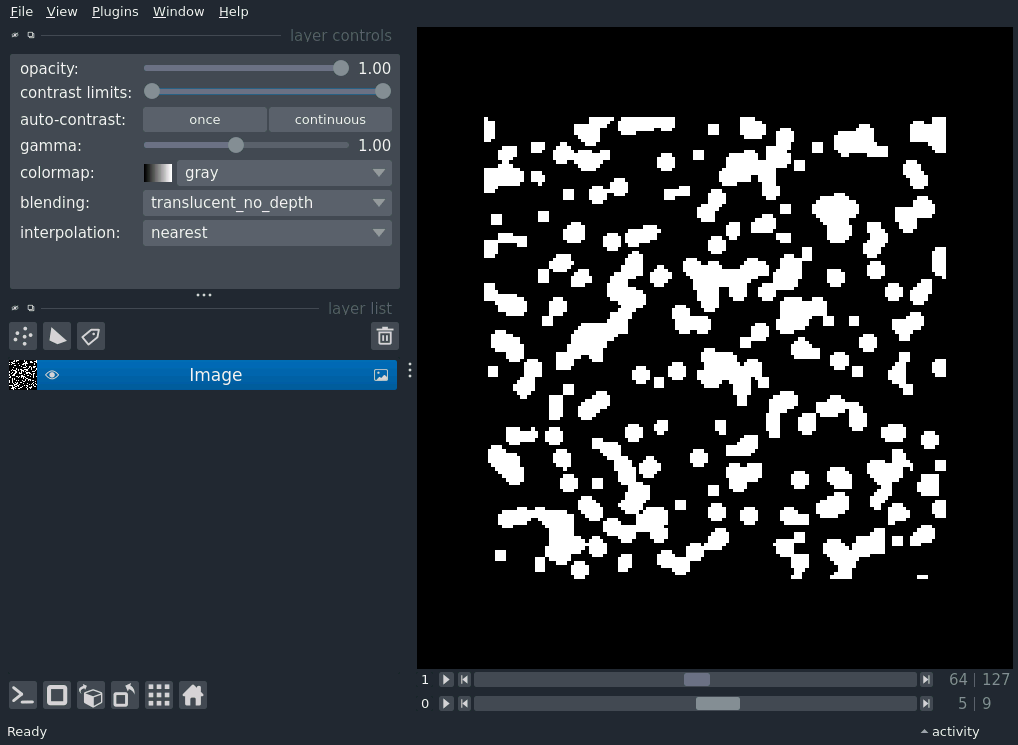 File View Plugins Window Help
layer controls
opacity: 1.00
contrast limits:
auto-contrast: once continuous
gamma: 1.00
colormap: gray
blending: translucent_no_depth
interpolation: nearest
layer list
Image
1 64 | 127
0 5 | 9
Ready activity